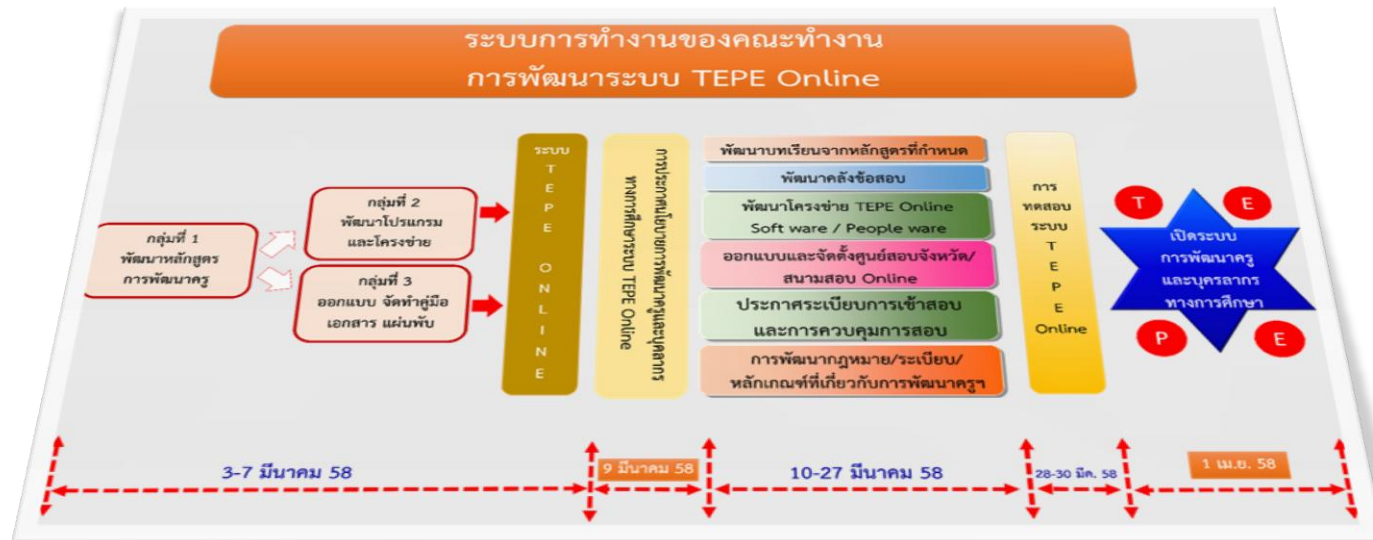 ระบบการทำงานของคณะทำงาน
การพัฒนาระบบ TEPE Online
กลุ่มที่ 1
พัฒนาหลักสูตร
การพัฒนาครู
กลุ่มที่ 2
พัฒนาโปรแกรม
และโครงข่าย
กลุ่มที่ 3
ออกแบบ จัดทำคู่มือ
เอกสาร แผ่นพับ
ระบบ
T
E
P
E
O
N
L
I
N
E
การประกาศนโยบายการพัฒนาครูและบุคลากร
ทางการศึกษาระบบ TEPE Online
พัฒนาบทเรียนจากหลักสูตรที่กำหนด
พัฒนาคลังข้อสอบ
พัฒนาโครงข่าย TEPE Online
Soft ware / People ware
ออกแบบและจัดตั้งศูนย์สอบจังหวัด/
สนามสอบ Online
ประกาศระเบียบการเข้าสอบ
และการควบคุมการสอบ
การพัฒนากฎหมาย/ระเบียบ/
หลักเกณฑ์ที่เกี่ยวกับการพัฒนาครูฯ
การ
ทดสอบ
ระบบ
T
E
P
E
Online
T
E
เปิดระบบ
การพัฒนาครู
และบุคลากร
ทางการศึกษา
P
E
3-7 มีนาคม 58
9 มีนาคม 58
10-27 มีนาคม 58
28-30 มีค. 58
1 เม.ย. 58